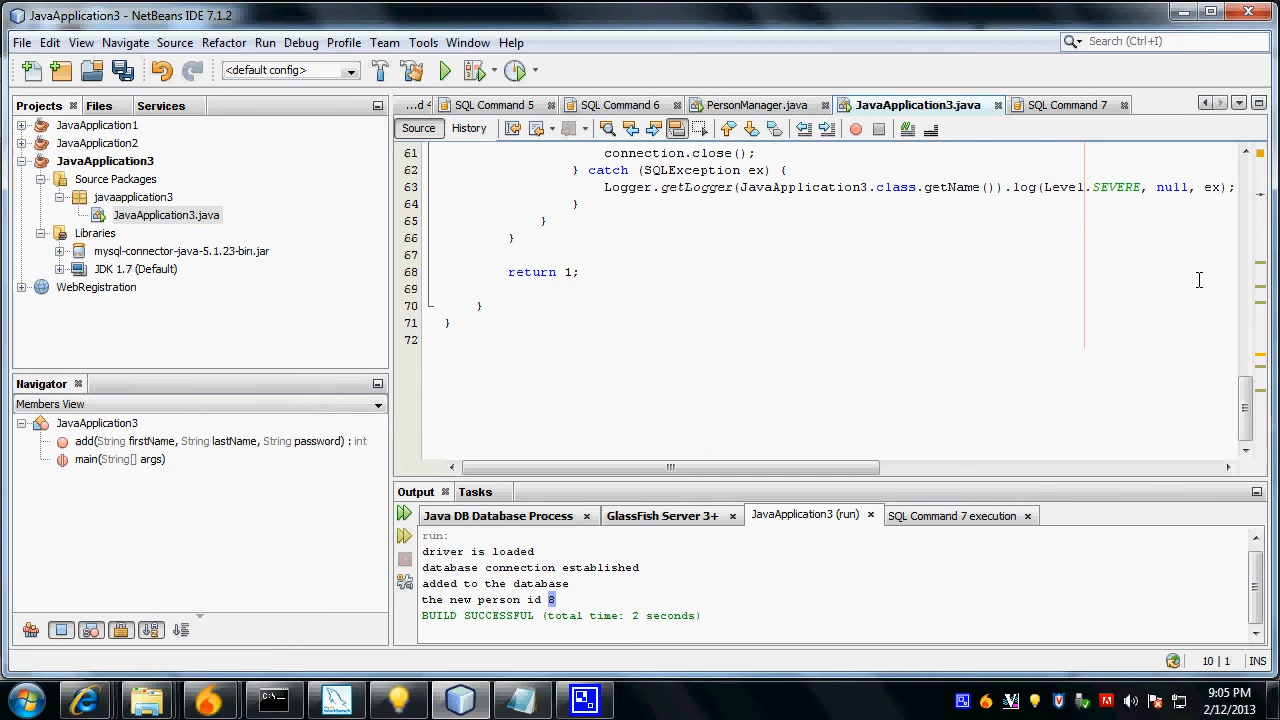 JavaApplication3 - NetBeans IDE 7.1.2
File Edit View Navigate Source Refactor Run Debug Profile Team Tools Window Help
Search (Ctrl+I)
<default config>
Projects Files Services
...d 4 SQL Command 5 SQL Command 6 PersonManager.java JavaApplication3.java SQL Command 7
Source History
JavaApplication1
JavaApplication2
JavaApplication3
Source Packages
javaapplication3
JavaApplication3.java
Libraries
mysql-connector-java-5.1.23-bin.jar
JDK 1.7 (Default)
WebRegistration
61 connection.close();
62 } catch (SQLException ex) {
63 Logger.getLogger(JavaApplication3.class.getName()).log(Level.SEVERE, null, ex);
64 }
65 }
66 }
67
68 return 1;
69
70 }
71 }
72
Navigator
Members View
JavaApplication3
add(String firstName, String lastName, String password) : int
main(String[] args)
Output Tasks
Java DB Database Process GlassFish Server 3+ JavaApplication3 (run) SQL Command 7 execution
run:
driver is loaded
database connection established
added to the database
the new person id 8
BUILD SUCCESSFUL (total time: 2 seconds)
10 | 1 INS
9:05 PM
2/12/2013